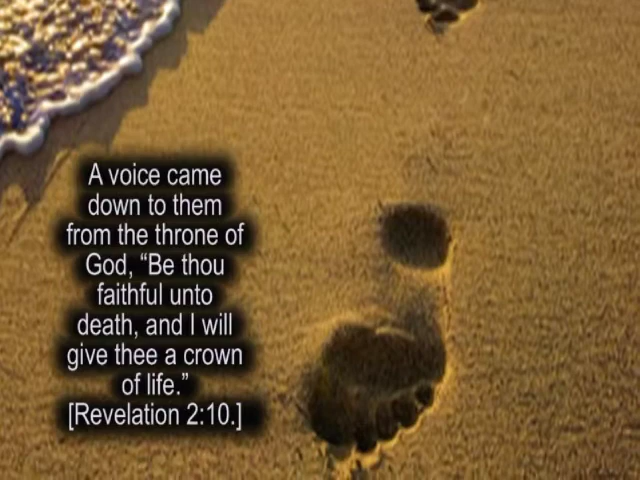 A voice came
down to them
from the throne of
God, “Be thou
faithful unto
death, and I will
give thee a crown
of life.”
[Revelation 2:10.]